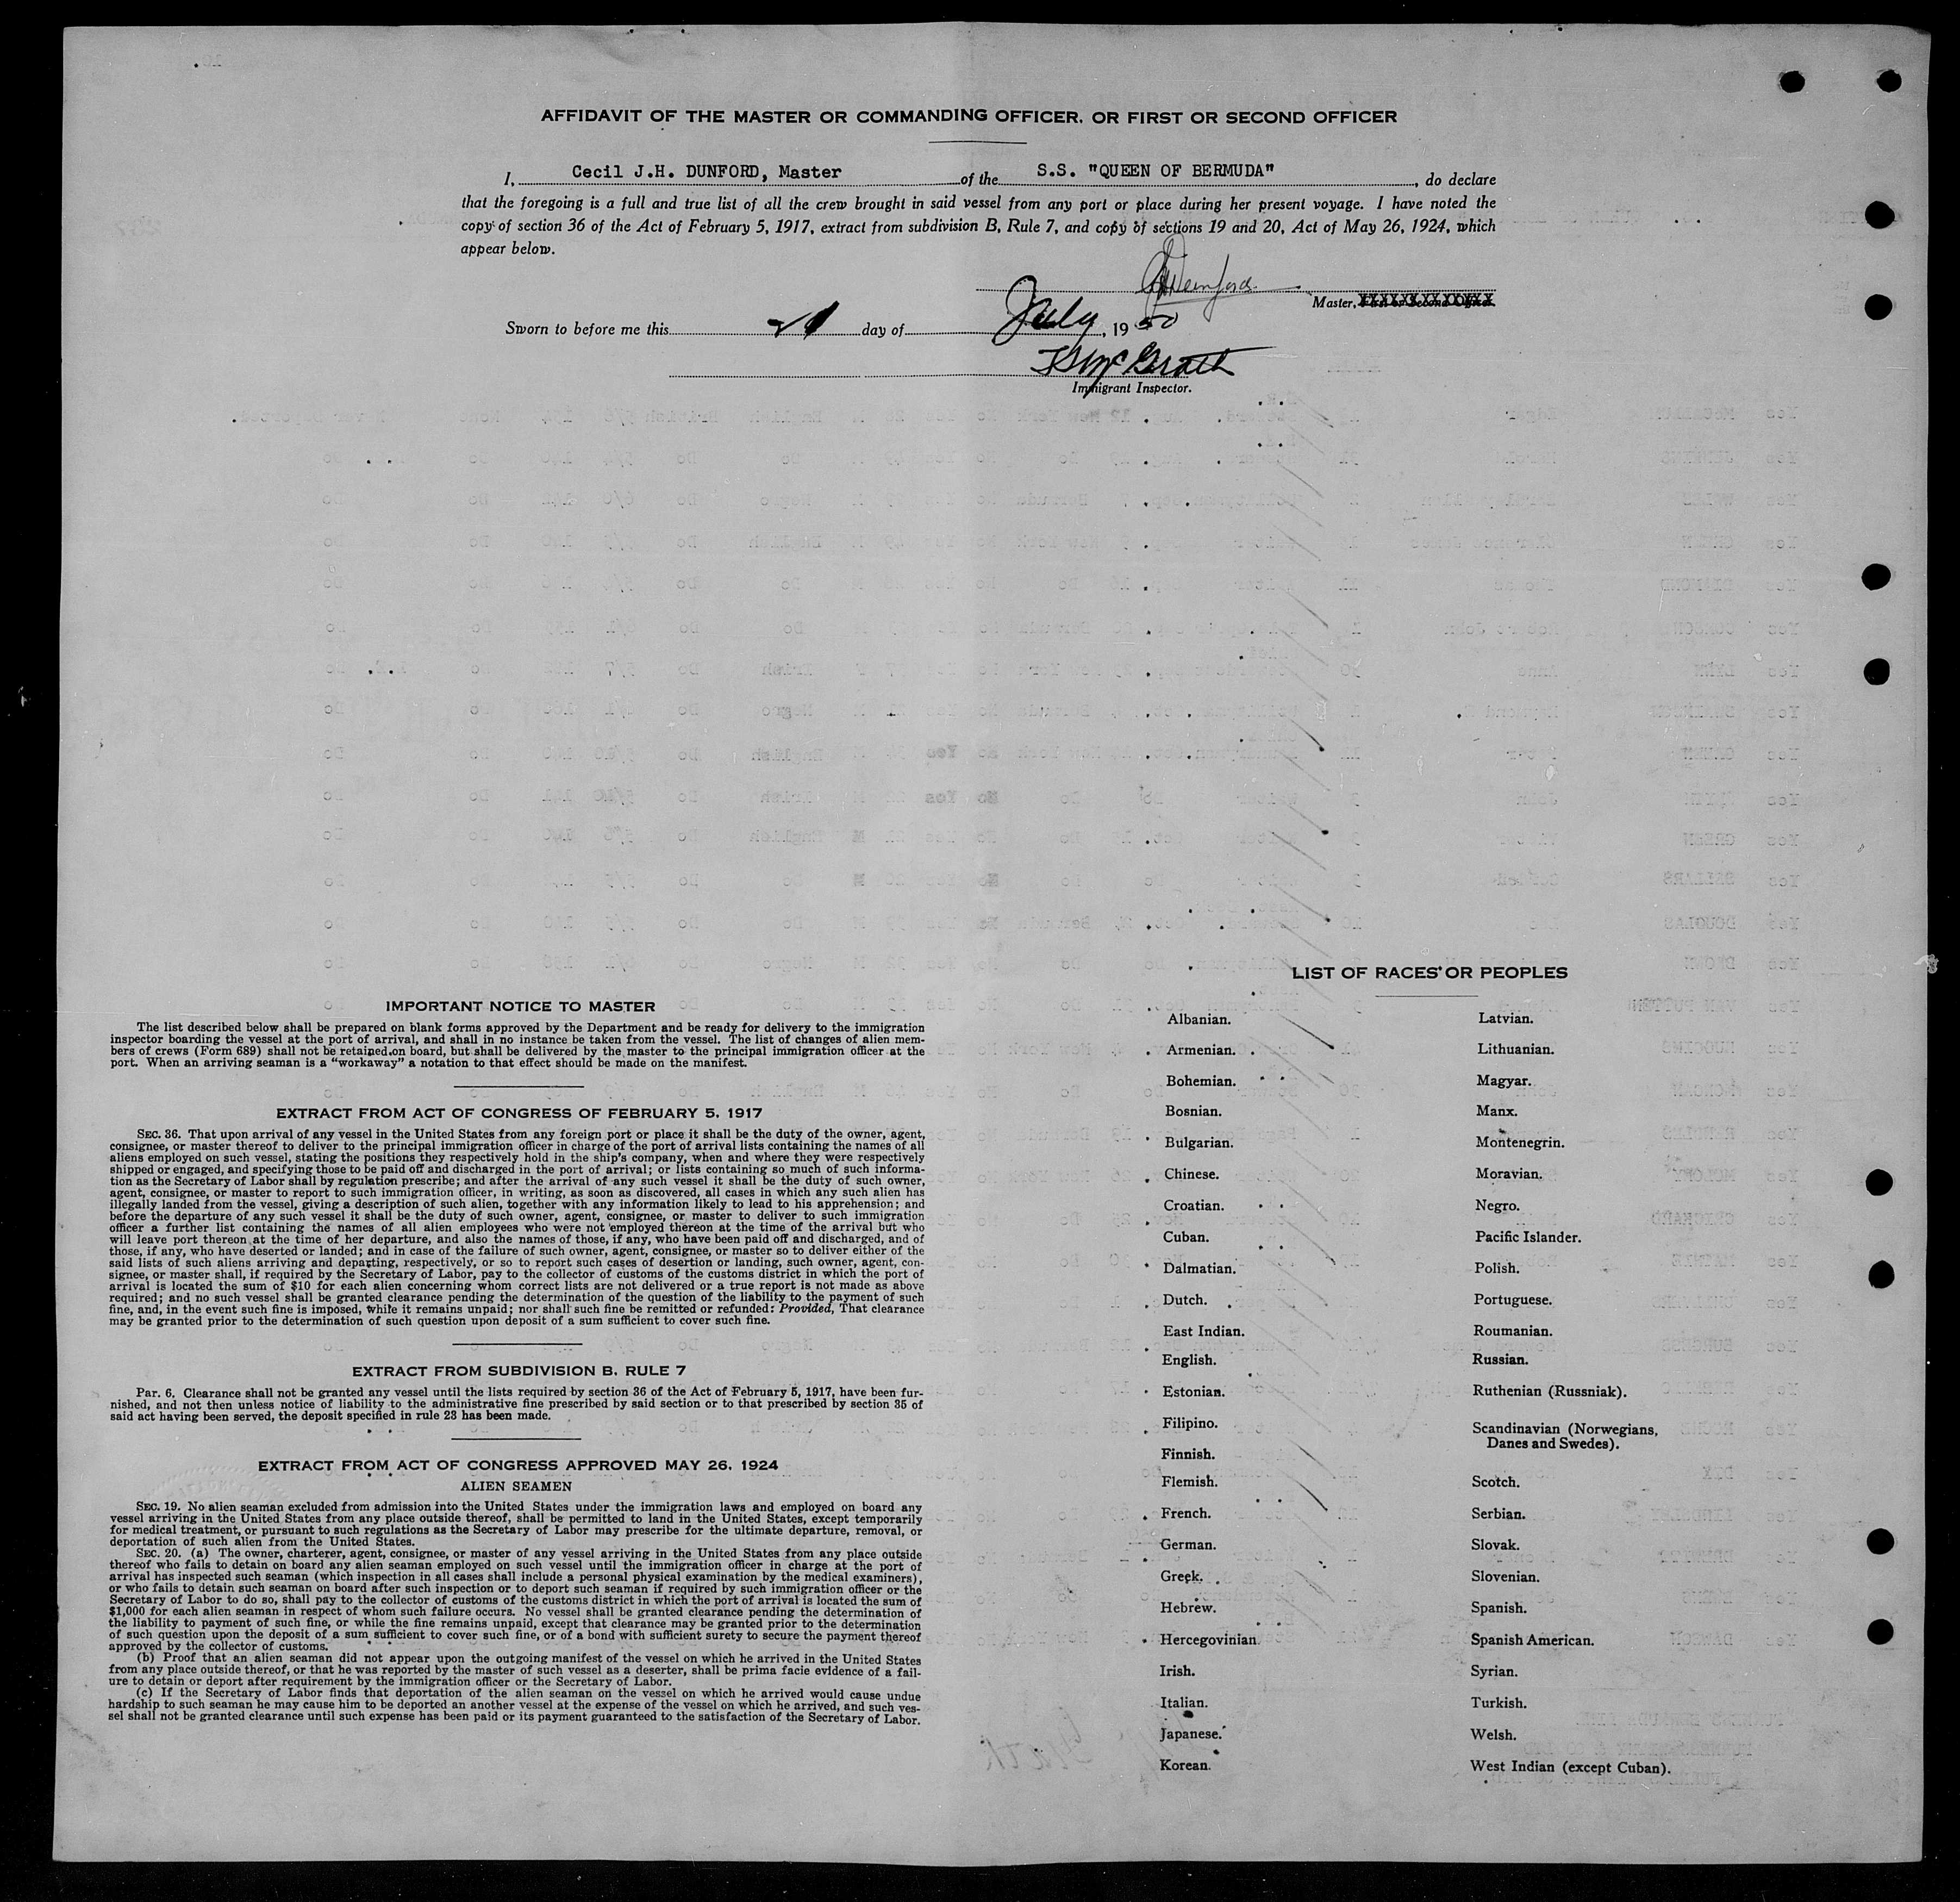 AFFIDAVIT OF THE MASTER OR COMMANDING OFFICER, OR FIRST OR SECOND OFFICER
I, Cecil J.H. DUNFORD, Master of the S.S. "QUEEN OF BERMUDA", do declare
that the foregoing is a full and true list of all the crew brought in said vessel from any port or place during her present voyage. I have noted the
copy of section 36 of the Act of February 5, 1917, extract from subdivision B, Rule 7, and copy of sections 19 and 20, Act of May 26, 1924, which
appear below.
Dunford
Master, First or Second Officer.
Sworn to before me this 21 day of July, 1950
McGrath
Immigrant Inspector.
IMPORTANT NOTICE TO MASTER
The list described below shall be prepared on blank forms approved by the Department and be ready for delivery to the immigration
inspector boarding the vessel at the port of arrival, and shall in no instance be taken from the vessel. The list of changes of alien mem-
bers of crews (Form 689) shall not be retained on board, but shall be delivered by the master to the principal immigration officer at the
port. When an arriving seaman is a "workaway" a notation to that effect should be made on the manifest.
EXTRACT FROM ACT OF CONGRESS OF FEBRUARY 5, 1917
SEC. 36. That upon arrival of any vessel in the United States from any foreign port or place it shall be the duty of the owner, agent,
consignee, or master thereof to deliver to the principal immigration officer in charge of the port of arrival lists containing the names of all
aliens employed on such vessel, stating the positions they respectively hold in the ship's company, when and where they were respectively
shipped or engaged, and specifying those to be paid off and discharged in the port of arrival; or lists containing so much of such informa-
tion as the Secretary of Labor shall by regulation prescribe; and after the arrival of any such vessel it shall be the duty of such owner,
agent, consignee, or master to report to such immigration officer, in writing, as soon as discovered, all cases in which any such alien has
illegally landed from the vessel, giving a description of such alien, together with any information likely to lead to his apprehension; and
before the departure of any such vessel it shall be the duty of such owner, agent, consignee, or master to deliver to such immigration
officer a further list containing the names of all alien employees who were not employed thereon at the time of the arrival but who
will leave port thereon at the time of her departure, and also the names of those, if any, who have been paid off and discharged, and of
those, if any, who have deserted or landed; and in case of the failure of such owner, agent, consignee, or master so to deliver either of the
said lists of such aliens arriving and departing, respectively, or so to report such cases of desertion or landing, such owner, agent, con-
signee, or master shall, if required by the Secretary of Labor, pay to the collector of customs of the customs district in which the port of
arrival is located the sum of $10 for each alien concerning whom correct lists are not delivered or a true report is not made as above
required; and no such vessel shall be granted clearance pending the determination of the question of the liability to the payment of such
fine, and, in the event such fine is imposed, while it remains unpaid; nor shall such fine be remitted or refunded: Provided, That clearance
may be granted prior to the determination of such question upon deposit of a sum sufficient to cover such fine.
EXTRACT FROM SUBDIVISION B, RULE 7
Par. 6. Clearance shall not be granted any vessel until the lists required by section 36 of the Act of February 5, 1917, have been fur-
nished, and not then unless notice of liability to the administrative fine prescribed by said section or to that prescribed by section 35 of
said act having been served, the deposit specified in rule 23 has been made.
EXTRACT FROM ACT OF CONGRESS APPROVED MAY 26, 1924
ALIEN SEAMEN
SEC. 19. No alien seaman excluded from admission into the United States under the immigration laws and employed on board any
vessel arriving in the United States from any place outside thereof, shall be permitted to land in the United States, except temporarily
for medical treatment, or pursuant to such regulations as the Secretary of Labor may prescribe for the ultimate departure, removal, or
deportation of such alien from the United States.
SEC. 20. (a) The owner, charterer, agent, consignee, or master of any vessel arriving in the United States from any place outside
thereof who fails to detain on board any alien seaman employed on such vessel until the immigration officer in charge at the port of
arrival has inspected such seaman (which inspection in all cases shall include a personal physical examination by the medical examiners),
or who fails to detain such seaman on board after such inspection or to deport such seaman if required by such immigration officer or the
Secretary of Labor to do so, shall pay to the collector of customs of the customs district in which the port of arrival is located the sum of
$1,000 for each alien seaman in respect of whom such failure occurs. No vessel shall be granted clearance pending the determination of
the liability to payment of such fine, or while the fine remains unpaid, except that clearance may be granted prior to the determination
of such question upon the deposit of a sum sufficient to cover such fine, or of a bond with sufficient surety to secure the payment thereof
approved by the collector of customs.
(b) Proof that an alien seaman did not appear upon the outgoing manifest of the vessel on which he arrived in the United States
from any place outside thereof, or that he was reported by the master of such vessel as a deserter, shall be prima facie evidence of a fail-
ure to detain or deport after requirement by the immigration officer or the Secretary of Labor.
(c) If the Secretary of Labor finds that deportation of the alien seaman on the vessel on which he arrived would cause undue
hardship to such seaman he may cause him to be deported an another vessel at the expense of the vessel on which he arrived, and such ves-
sel shall not be granted clearance until such expense has been paid or its payment guaranteed to the satisfaction of the Secretary of Labor.
LIST OF RACES OR PEOPLES
Albanian.
Armenian.
Bohemian.
Bosnian.
Bulgarian.
Chinese.
Croatian.
Cuban.
Dalmatian.
Dutch.
East Indian.
English.
Estonian.
Filipino.
Finnish.
Flemish.
French.
German.
Greek.
Hebrew.
Hercegovinian.
Irish.
Italian.
Japanese.
Korean.
Latvian.
Lithuanian.
Magyar.
Manx.
Montenegrin.
Moravian.
Negro.
Pacific Islander.
Polish.
Portuguese.
Roumanian.
Russian.
Ruthenian (Russniak).
Scandinavian (Norwegians,
Danes and Swedes).
Scotch.
Serbian.
Slovak.
Slovenian.
Spanish.
Spanish American.
Syrian.
Turkish.
Welsh.
West Indian (except Cuban).